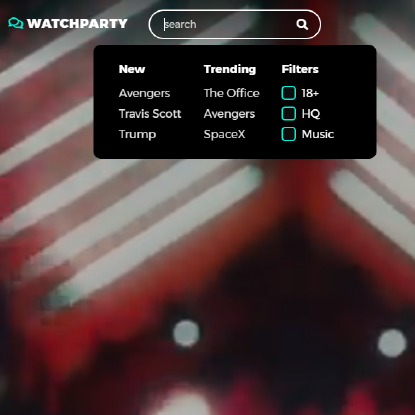 WATCHPARTY
search
New Trending Filters
Avengers The Office 18+
Travis Scott Avengers HQ
Trump SpaceX Music